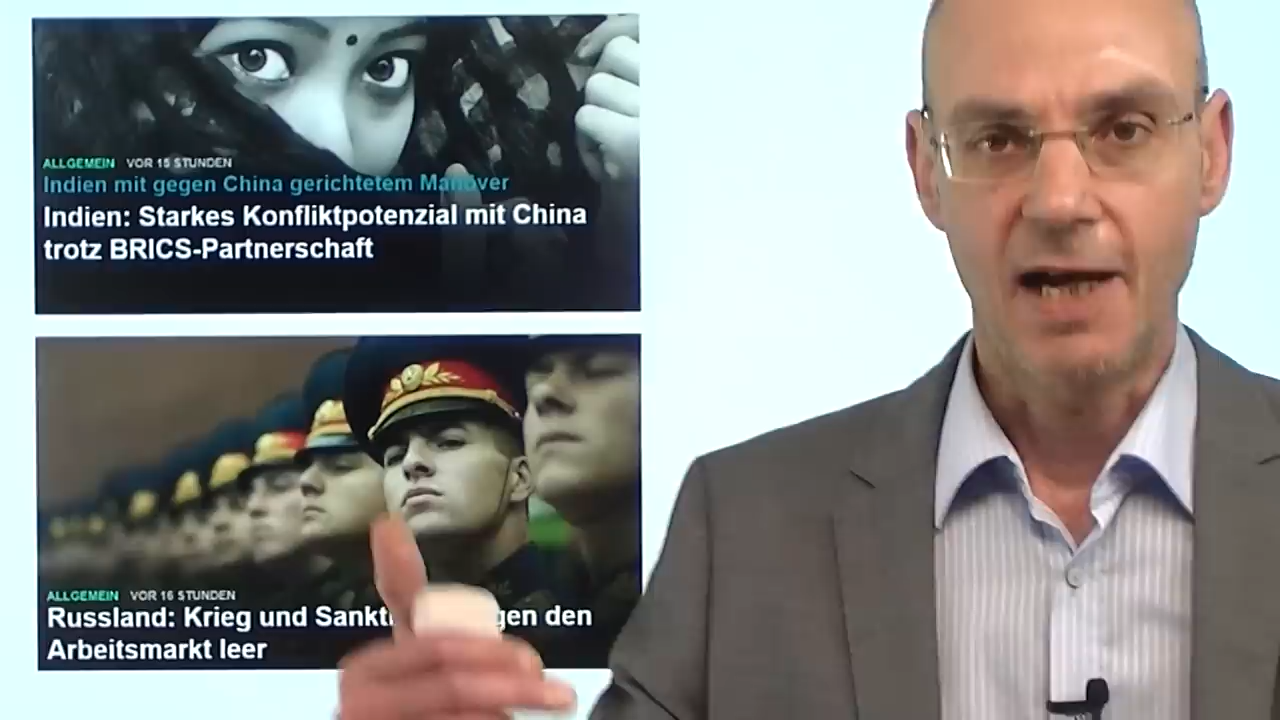 ALLGEMEIN VOR 15 STUNDEN
Indien mit gegen China gerichtetem Manöver
Indien: Starkes Konfliktpotenzial mit China
trotz BRICS-Partnerschaft
ALLGEMEIN VOR 16 STUNDEN
Russland: Krieg und den
Arbeitsmarkt leer